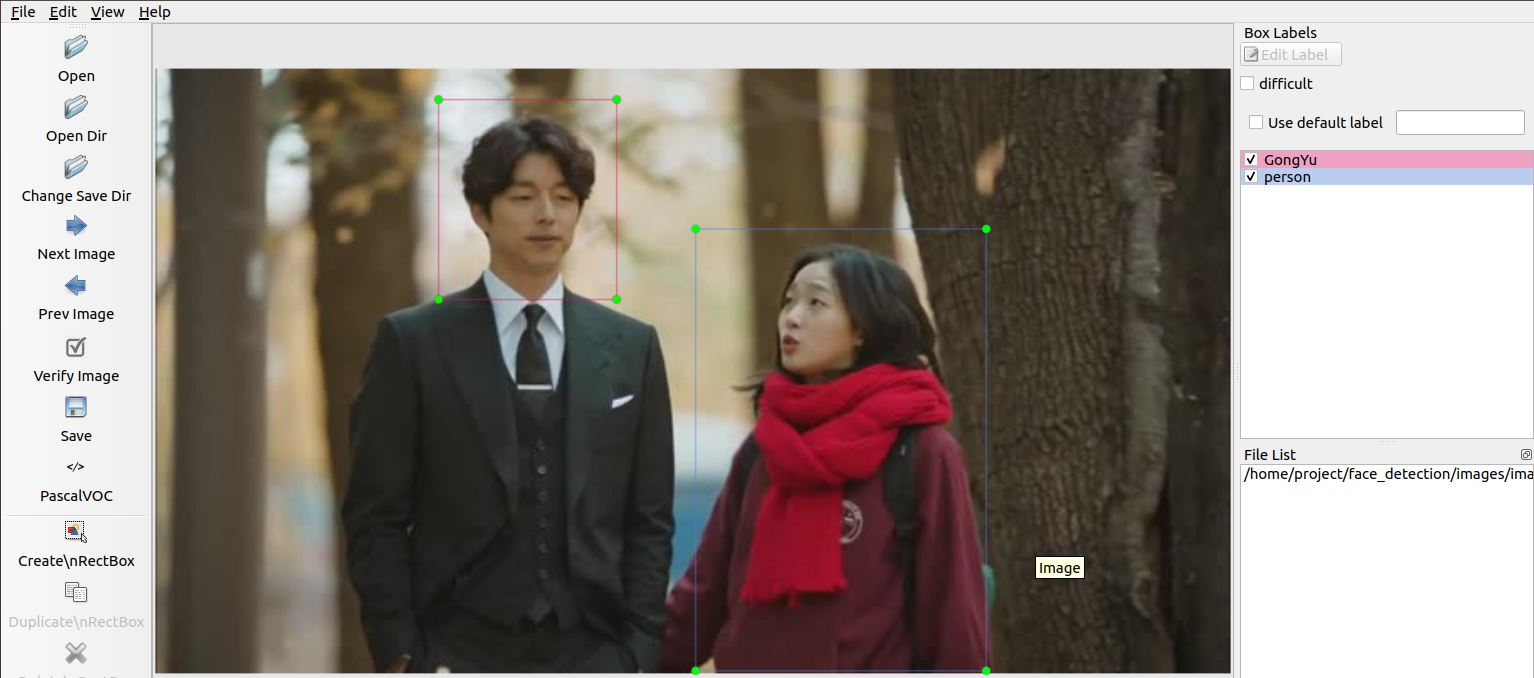 File Edit View Help
Open
Open Dir
Change Save Dir
Next Image
Prev Image
Verify Image
Save
</>
PascalVOC
Create\nRectBox
Duplicate\nRectBox
Box Labels
Edit Label
difficult
Use default label
GongYu
person
File List
/home/project/face_detection/images/ima
Image